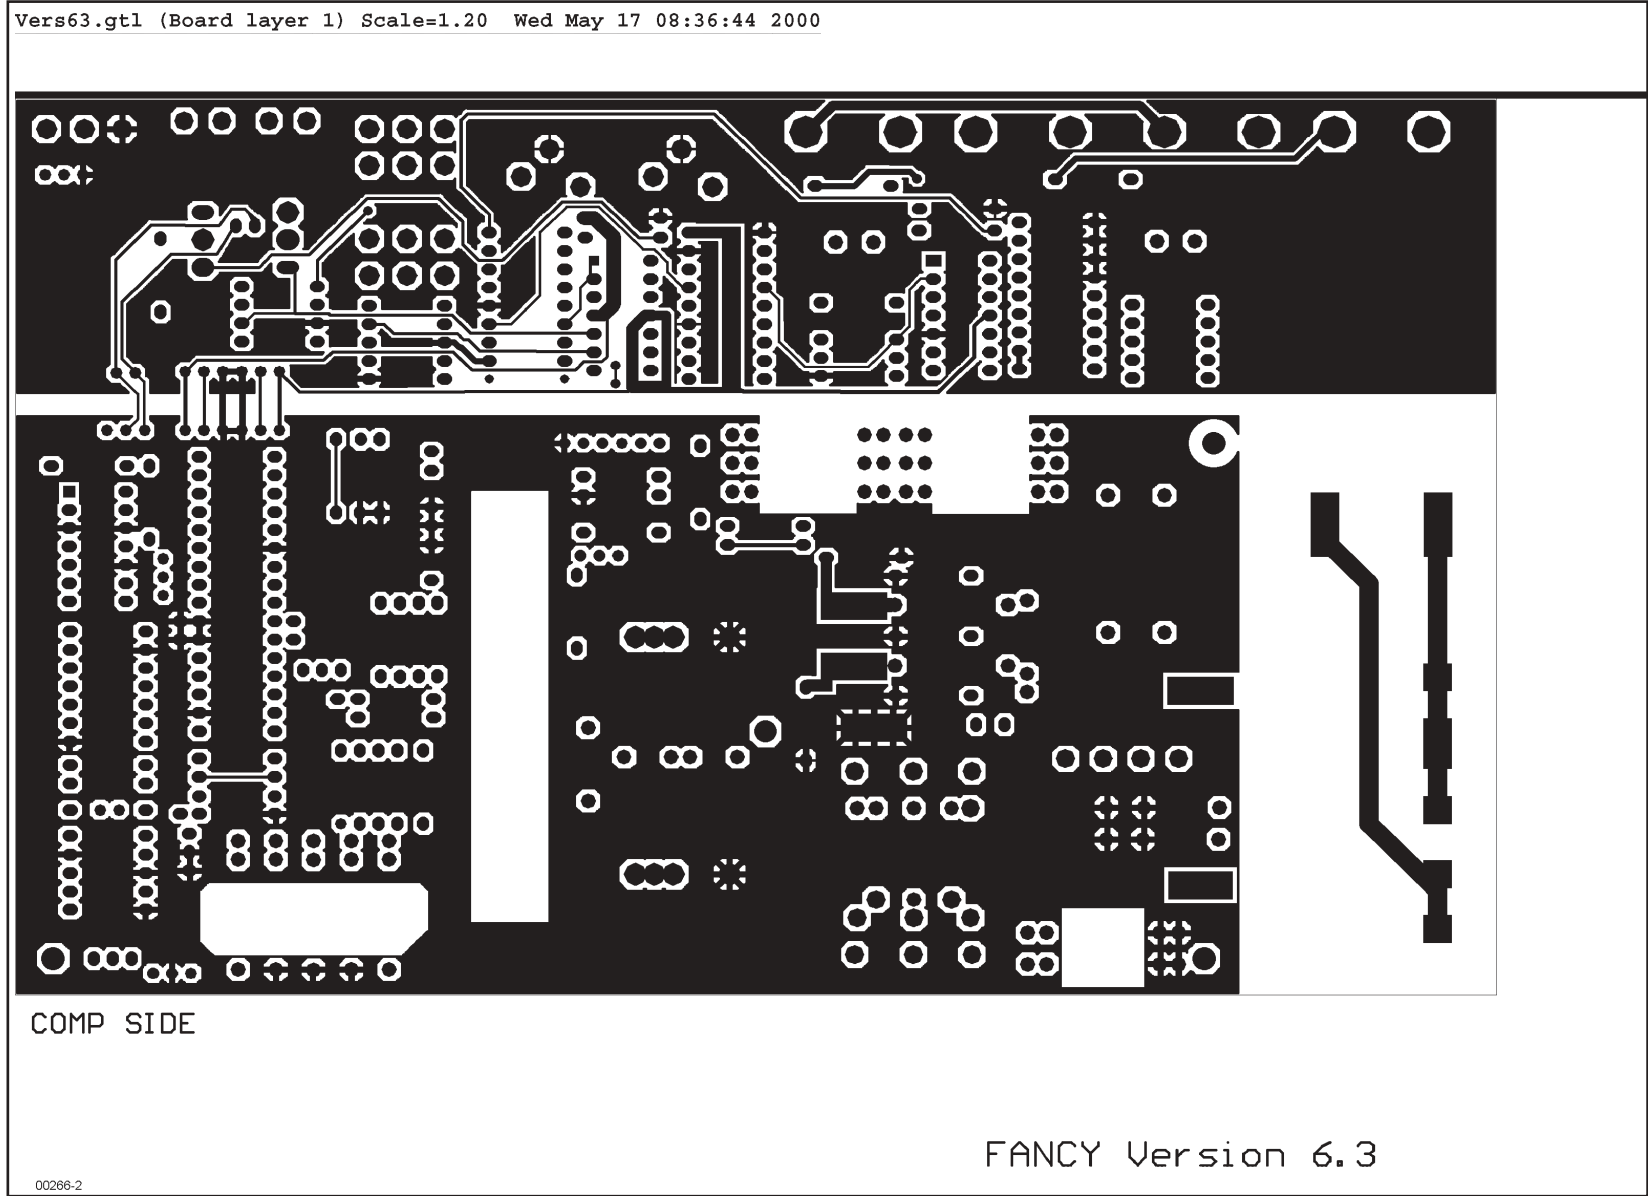 Vers63.gtl (Board layer 1) Scale=1.20  Wed May 17 08:36:44 2000
COMP SIDE
FANCY Version 6.3
00266-2